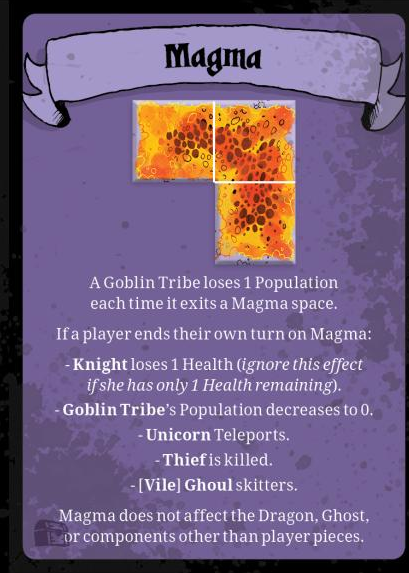 Magma
A Goblin Tribe loses 1 Population
each time it exits a Magma space.
If a player ends their own turn on Magma:
- Knight loses 1 Health (ignore this effect
if she has only 1 Health remaining).
- Goblin Tribe's Population decreases to 0.
- Unicorn Teleports.
- Thief is killed.
- [Vile] Ghoul skitters.
Magma does not affect the Dragon, Ghost,
or components other than player pieces.